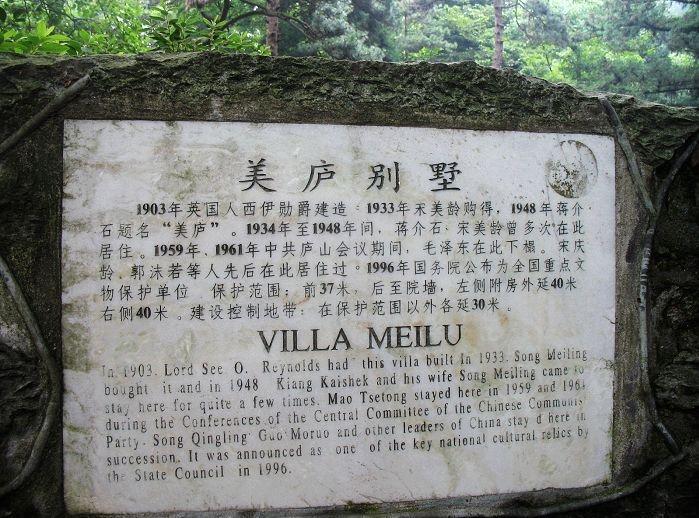 美庐别墅
1903年英国人西伊勋爵建造。1933年宋美龄购得，1948年蒋介
石题名“美庐”。1934年至1948年间，蒋介石、宋美龄曾多次在此
居住。1959年、1961年中共庐山会议期间，毛泽东在此下榻。宋庆
龄、郭沫若等人先后在此居住过。1996年国务院公布为全国重点文
物保护单位 保护范围：前37米，后至院墙，左侧附房外延40米
右侧40米。建设控制地带：在保护范围以外各延30米。
VILLA MEILU
In 1903. Lord See O. Reynolds had this villa built In 1933. Song Meiling
bought it and in 1948 Kiang Kaishek and his wife Song Meiling came to
stay here for quite a few times. Mao Tsetong stayed here in 1959 and 1961
during the Conferences of the Central Committee of the Chinese Communis
Party. Song Qingling Guo Moruo and other leaders of China stay d here in
succession. It was announced as one of the key national cultural relics by
the State Council in 1996.